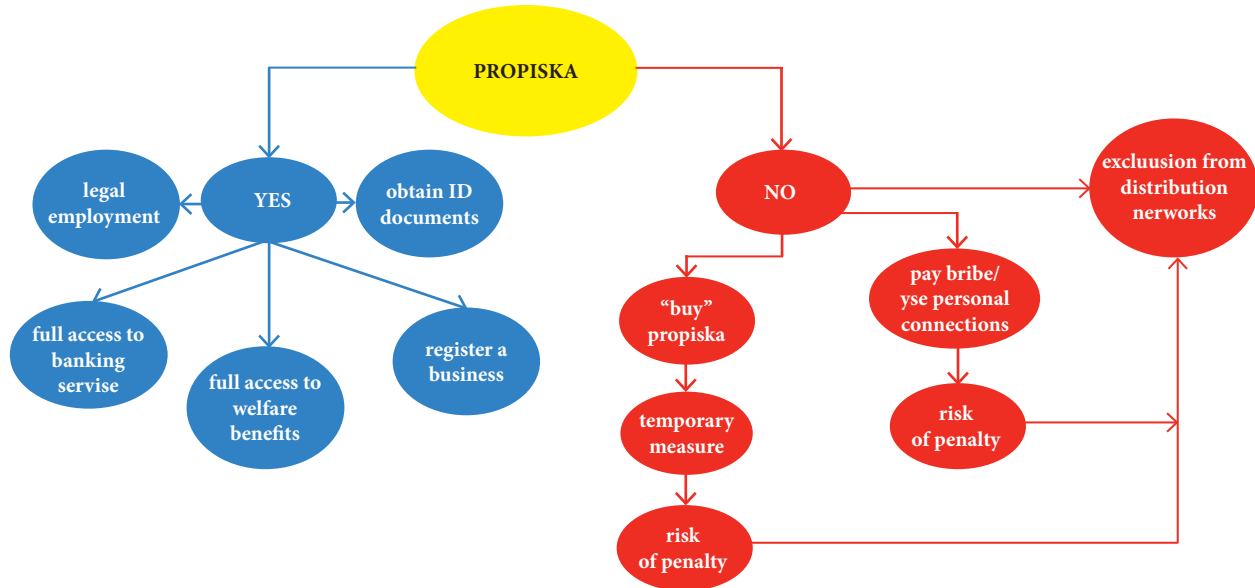 PROPISKA
legal
employment
YES
obtain ID
documents
full access to
banking
servise
full access to
welfare
benefits
register a
business
NO
excluusion from
distribution
nerworks
“buy”
propiska
pay bribe/
yse personal
connections
temporary
measure
risk
of penalty
risk
of penalty